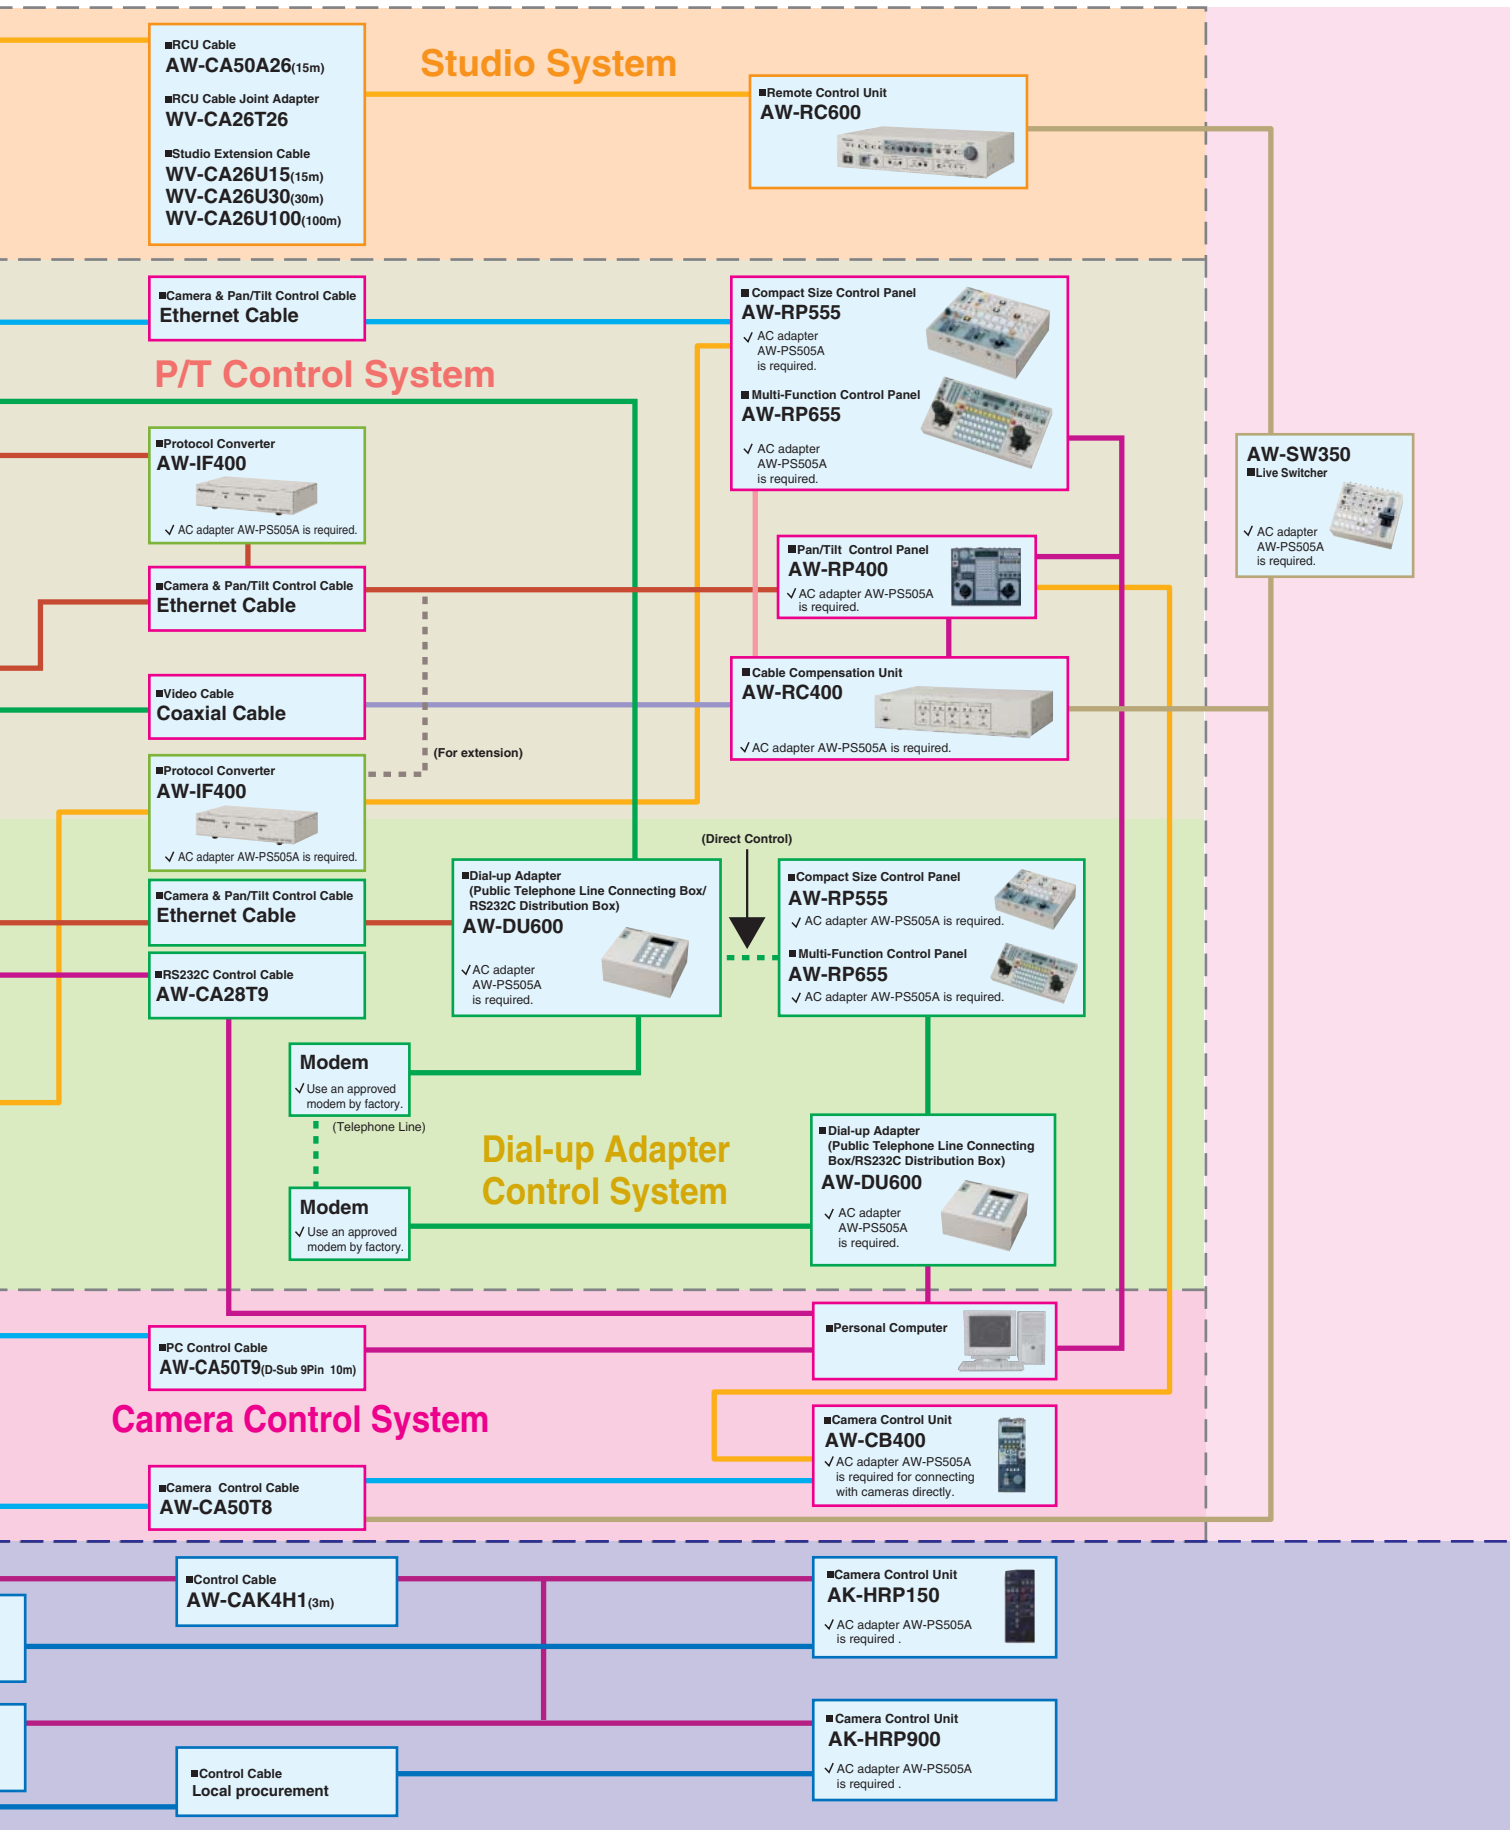 ■RCU Cable
AW-CA50A26(15m)
■RCU Cable Joint Adapter
WV-CA26T26
■Studio Extension Cable
WV-CA26U15(15m)
WV-CA26U30(30m)
WV-CA26U100(100m)
Studio System
■Remote Control Unit
AW-RC600
■Camera & Pan/Tilt Control Cable
Ethernet Cable
P/T Control System
■Compact Size Control Panel
AW-RP555
✓ AC adapter
AW-PS505A
is required.
■Multi-Function Control Panel
AW-RP655
✓ AC adapter
AW-PS505A
is required.
■Protocol Converter
AW-IF400
✓ AC adapter AW-PS505A is required.
AW-SW350
■Live Switcher
✓ AC adapter
AW-PS505A
is required.
■Camera & Pan/Tilt Control Cable
Ethernet Cable
■Pan/Tilt Control Panel
AW-RP400
✓ AC adapter AW-PS505A
is required.
■Video Cable
Coaxial Cable
■Cable Compensation Unit
AW-RC400
✓ AC adapter AW-PS505A is required.
(For extension)
■Protocol Converter
AW-IF400
✓ AC adapter AW-PS505A is required.
(Direct Control)
■Camera & Pan/Tilt Control Cable
Ethernet Cable
■Dial-up Adapter
(Public Telephone Line Connecting Box/
RS232C Distribution Box)
AW-DU600
✓ AC adapter
AW-PS505A
is required.
■Compact Size Control Panel
AW-RP555
✓ AC adapter AW-PS505A is required.
■Multi-Function Control Panel
AW-RP655
✓ AC adapter AW-PS505A is required.
■RS232C Control Cable
AW-CA28T9
Modem
✓ Use an approved
modem by factory.
(Telephone Line)
Dial-up Adapter
Control System
■Dial-up Adapter
(Public Telephone Line Connecting
Box/RS232C Distribution Box)
AW-DU600
✓ AC adapter
AW-PS505A
is required.
Modem
✓ Use an approved
modem by factory.
■Personal Computer
■PC Control Cable
AW-CA50T9(D-Sub 9Pin 10m)
Camera Control System
■Camera Control Unit
AW-CB400
✓ AC adapter AW-PS505A
is required for connecting
with cameras directly.
■Camera Control Cable
AW-CA50T8
■Control Cable
AW-CAK4H1(3m)
■Camera Control Unit
AK-HRP150
✓ AC adapter AW-PS505A
is required .
■Camera Control Unit
AK-HRP900
✓ AC adapter AW-PS505A
is required .
■Control Cable
Local procurement